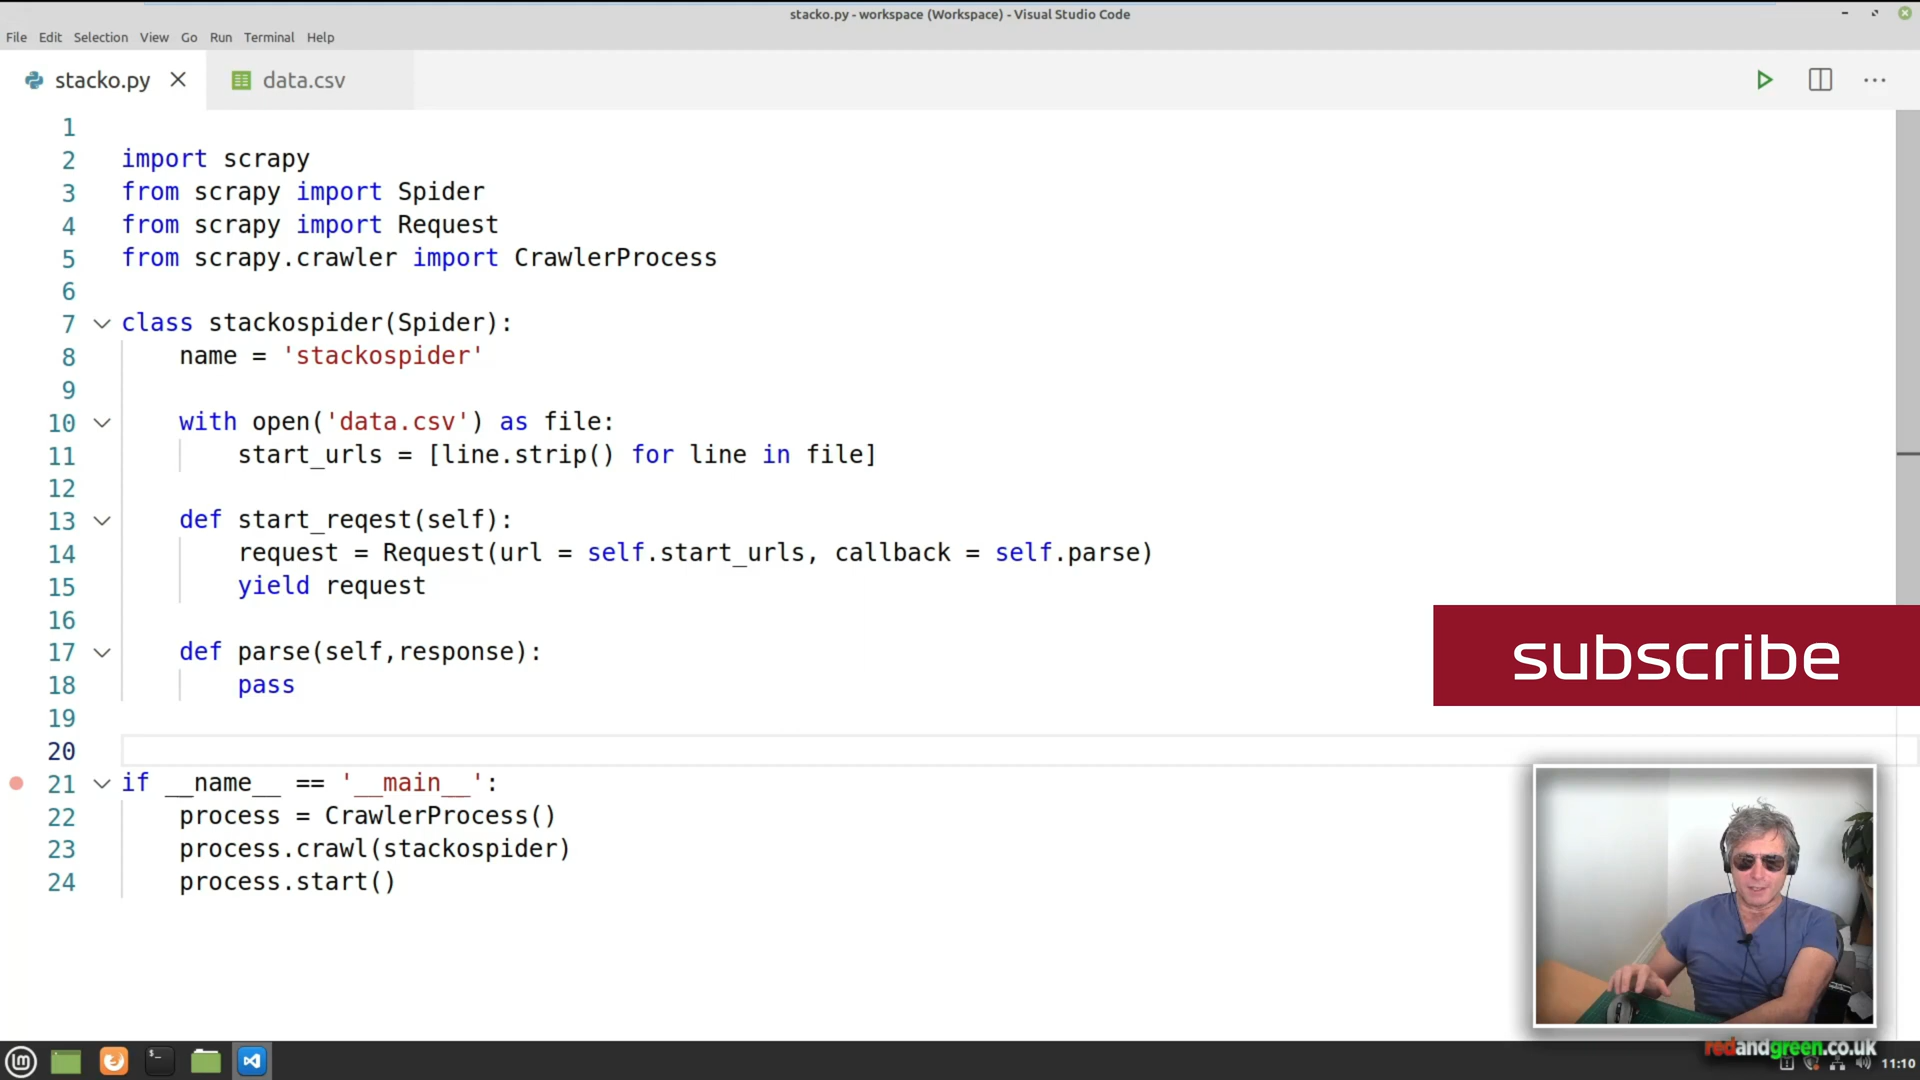 stacko.py - workspace (Workspace) - Visual Studio Code
File Edit Selection View Go Run Terminal Help
stacko.py data.csv
1
2 import scrapy
3 from scrapy import Spider
4 from scrapy import Request
5 from scrapy.crawler import CrawlerProcess
6
7 class stackospider(Spider):
8 name = 'stackospider'
9
10 with open('data.csv') as file:
11 start_urls = [line.strip() for line in file]
12
13 def start_reqest(self):
14 request = Request(url = self.start_urls, callback = self.parse)
15 yield request
16
17 def parse(self,response):
18 pass
19
20
21 if __name__ == '__main__':
22 process = CrawlerProcess()
23 process.crawl(stackospider)
24 process.start()
subscribe
redandgreen.co.uk
11:10